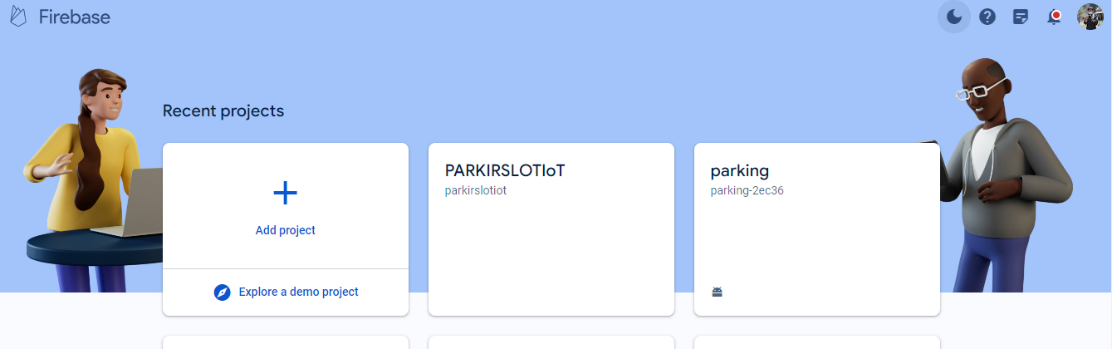 Firebase
Recent projects
Add project
Explore a demo project
PARKIRSLOTIoT
parkirslotiot
parking
parking-2ec36